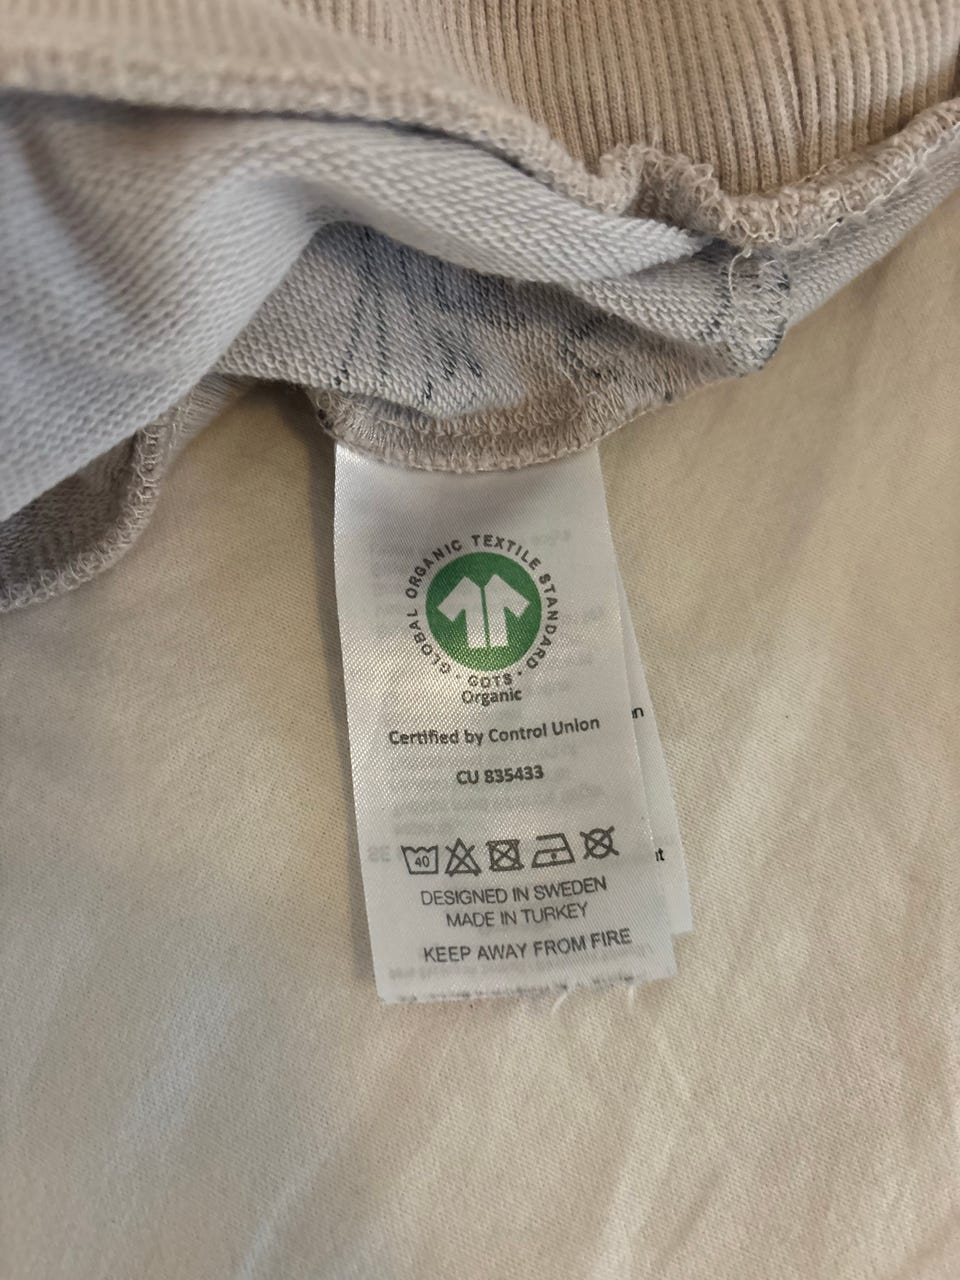 GLOBAL ORGANIC TEXTILE STANDARD
· GOTS ·
Organic
Certified by Control Union
CU 835433
40
DESIGNED IN SWEDEN
MADE IN TURKEY
KEEP AWAY FROM FIRE